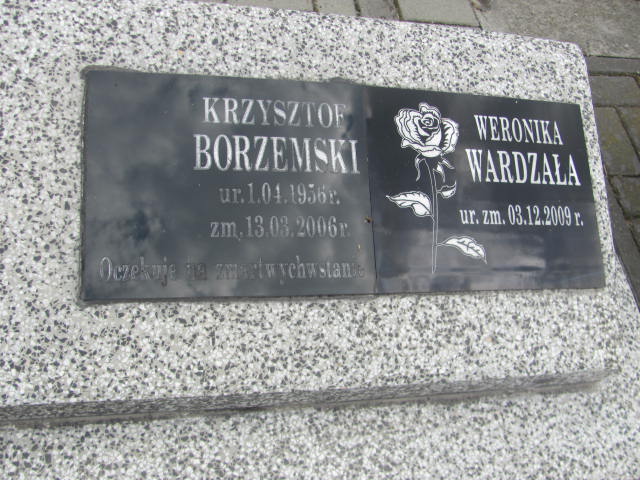 KRZYSZTOF
BORZEMSKI
ur. 1.04.1956 r.
zm. 13.03.2006 r.
Oczekuje na zmartwychwstanie
WERONIKA
WARDZAŁA
ur. zm. 03.12.2009 r.